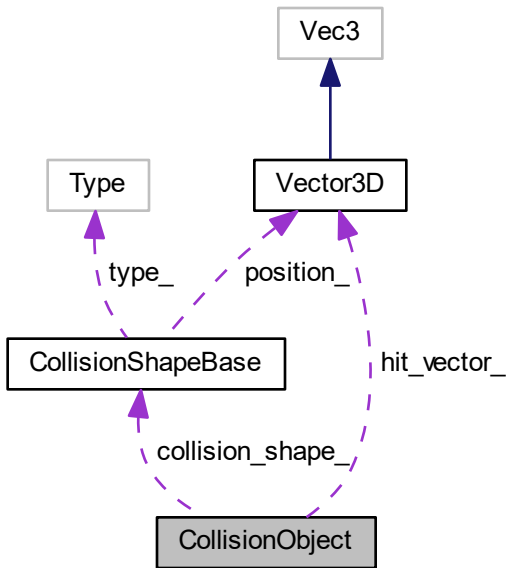 Vec3
Type
Vector3D
type_
position_
CollisionShapeBase
hit_vector_
collision_shape_
CollisionObject